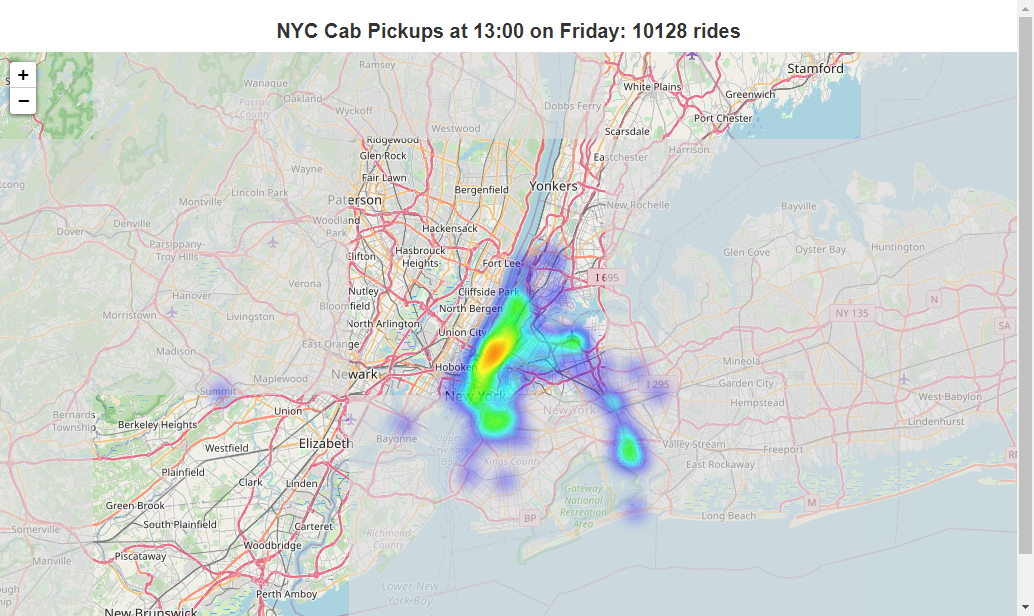 NYC Cab Pickups at 13:00 on Friday: 10128 rides
+
−
Ramsey
Stamford
Wanaque
White Plains
Greenwich
Pascack
Oakland
Wyckoff
Dobbs Ferry
Port Chester
Westwood
Scarsdale
Ridgewood
Harrison
Glen Rock
Eastchester
Wayne
Fair Lawn
Bergenfield
Yonkers
Lincoln Park
Montville
Paterson
New Rochelle
Bayville
Denville
Woodland
Park
Hackensack
Dover
Parsippany-
Troy Hills
Hasbrouck
Heights
Clifton
Fort Lee
Glen Cove
Oyster Bay
Huntington
I 695
Verona
Nutley
Cliffside Park
Hanover
Bloomfield
North Bergen
N
Morristown
Livingston
North Arlington
NY 135
SA
Union City
East Orange
Madison
Mineola
Newark
Hoboken
Maplewood
I 295
Garden City
Summit
New York
West Babylon
Hempstead
Bernards
Township
Union
New York
Berkeley Heights
Lindenhurst
Bayonne
Upper
New York
Bay
Elizabeth
Valley Stream
Freeport
Westfield
Kings County
East Rockaway
Plainfield
Clark
Linden
Gateway
National
Recreation
Area
Green Brook
M
South Plainfield
Carteret
BP
Long Beach
Somerville
Richmond
County
Woodbridge
Piscataway
Manville
Lower New
York Bay
Perth Amboy
New Brunswick